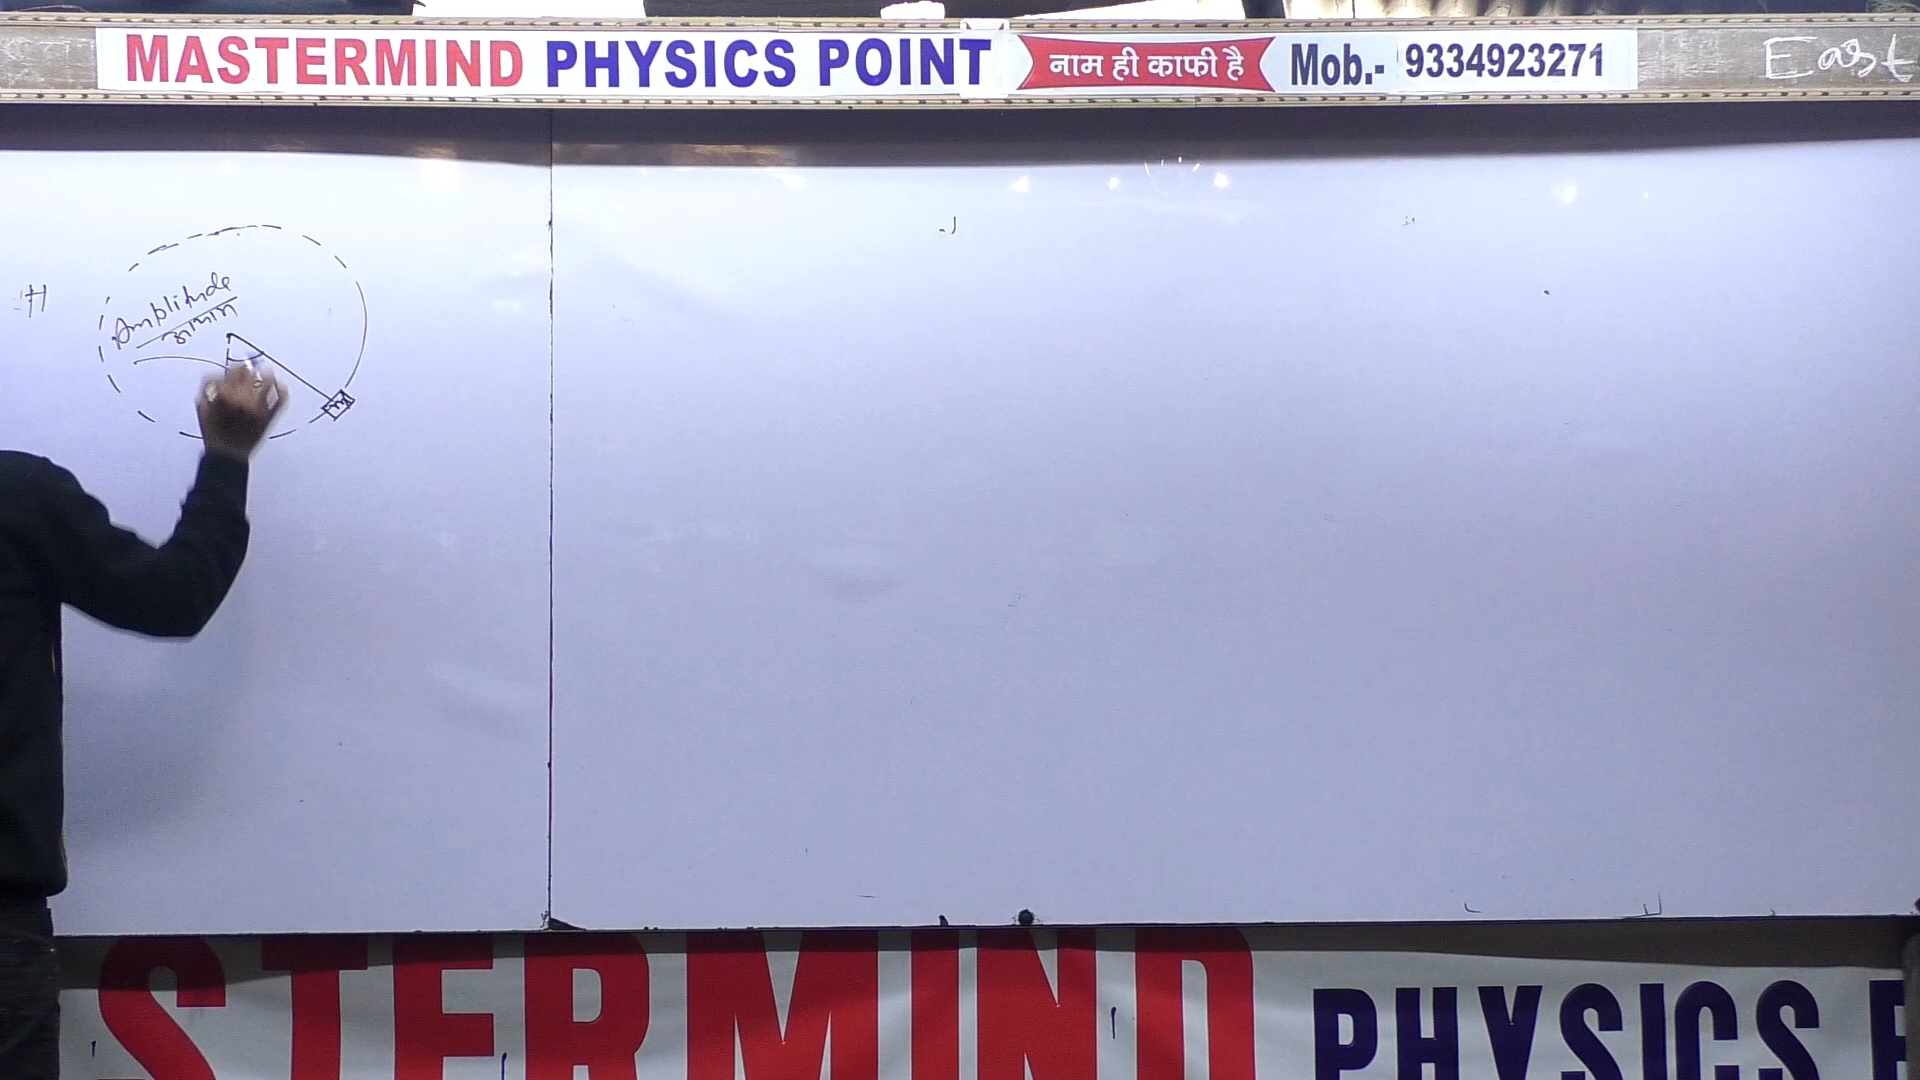 MASTERMIND PHYSICS POINT नाम ही काफी है Mob.- 9334923271 East
Amplitude
आयाम
m
STERMIND PHYSICS P